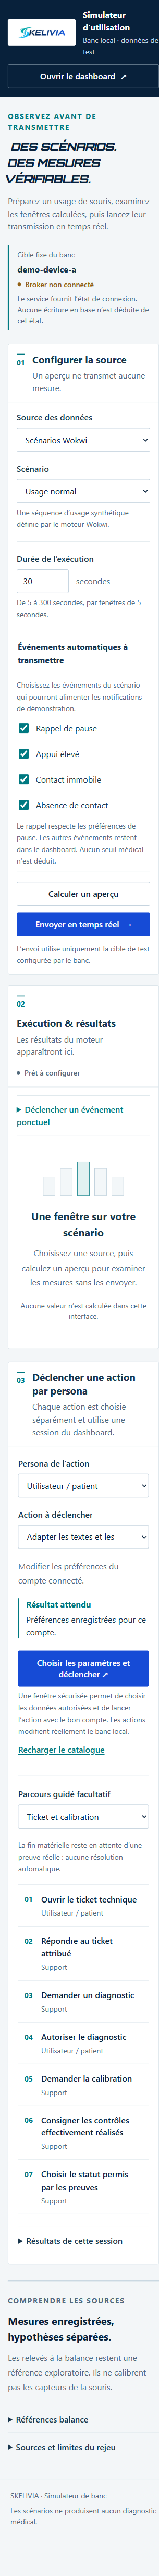 SKELIVIA
Simulateur
d'utilisation
Banc local · données de
test
Ouvrir le dashboard ↗
OBSERVEZ AVANT DE
TRANSMETTRE
DES SCÉNARIOS.
DES MESURES
VÉRIFIABLES.
Préparez un usage de souris, examinez
les fenêtres calculées, puis lancez leur
transmission en temps réel.
Cible fixe du banc
demo-device-a
Broker non connecté
Le service fournit l'état de connexion.
Aucune écriture en base n'est déduite de
cet état.
01
Configurer la source
Un aperçu ne transmet aucune
mesure.
Source des données
Scénarios Wokwi
Scénario
Usage normal
Une séquence d'usage synthétique
définie par le moteur Wokwi.
Durée de l'exécution
30
secondes
De 5 à 300 secondes, par fenêtres de 5
secondes.
Événements automatiques à
transmettre
Choisissez les événements du scénario
qui pourront alimenter les notifications
de démonstration.
Rappel de pause
Appui élevé
Contact immobile
Absence de contact
Le rappel respecte les préférences de
pause. Les autres événements restent
dans le dashboard. Aucun seuil médical
n'est déduit.
Calculer un aperçu
Envoyer en temps réel →
L'envoi utilise uniquement la cible de test
configurée par le banc.
02
Exécution & résultats
Les résultats du moteur
apparaîtront ici.
Prêt à configurer
▶ Déclencher un événement
ponctuel
Une fenêtre sur votre
scénario
Choisissez une source, puis
calculez un aperçu pour examiner
les mesures sans les envoyer.
Aucune valeur n'est calculée dans cette
interface.
03
Déclencher une action
par persona
Chaque action est choisie
séparément et utilise une
session du dashboard.
Persona de l'action
Utilisateur / patient
Action à déclencher
Adapter les textes et les
Modifier les préférences du
compte connecté.
Résultat attendu
Préférences enregistrées pour ce
compte.
Choisir les paramètres et
déclencher ↗
Une fenêtre sécurisée permet de choisir
les données autorisées et de lancer
l'action avec le bon compte. Les actions
modifient réellement le banc local.
Recharger le catalogue
Parcours guidé facultatif
Ticket et calibration
La fin matérielle reste en attente d'une
preuve réelle : aucune résolution
automatique.
01 Ouvrir le ticket technique
Utilisateur / patient
02 Répondre au ticket
attribué
Support
03 Demander un diagnostic
Support
04 Autoriser le diagnostic
Utilisateur / patient
05 Demander la calibration
Support
06 Consigner les contrôles
effectivement réalisés
Support
07 Choisir le statut permis
par les preuves
Support
▶ Résultats de cette session
COMPRENDRE LES SOURCES
Mesures enregistrées,
hypothèses séparées.
Les relevés à la balance restent une
référence exploratoire. Ils ne calibrent
pas les capteurs de la souris.
▶ Références balance
▶ Sources et limites du rejeu
SKELIVIA · Simulateur de banc
Les scénarios ne produisent aucun diagnostic
médical.